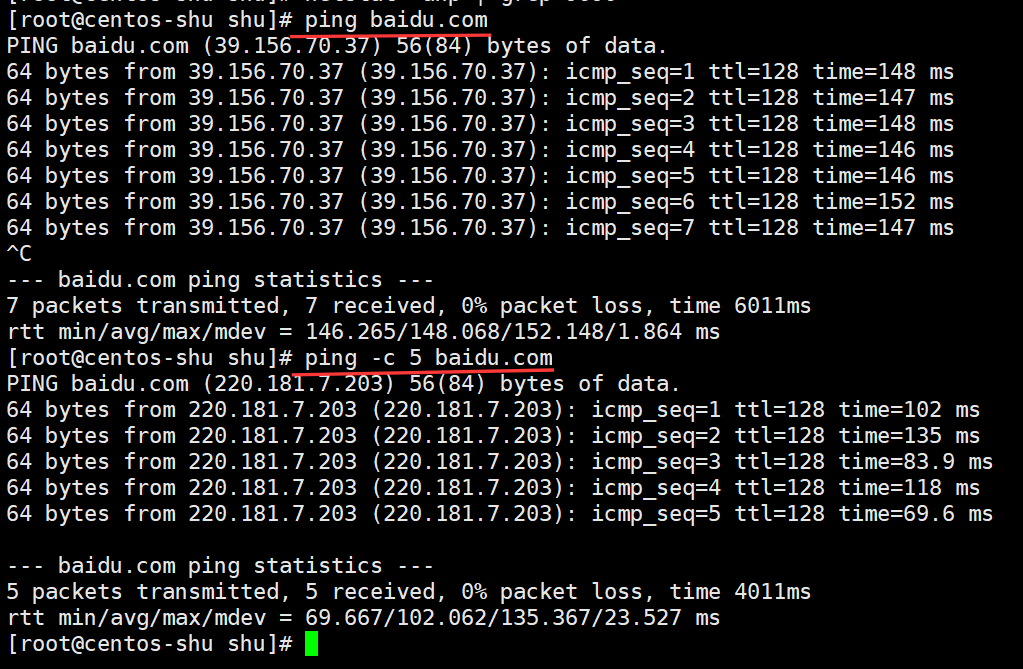 [root@centos-shu shu]# ping baidu.com
PING baidu.com (39.156.70.37) 56(84) bytes of data.
64 bytes from 39.156.70.37 (39.156.70.37): icmp_seq=1 ttl=128 time=148 ms
64 bytes from 39.156.70.37 (39.156.70.37): icmp_seq=2 ttl=128 time=147 ms
64 bytes from 39.156.70.37 (39.156.70.37): icmp_seq=3 ttl=128 time=148 ms
64 bytes from 39.156.70.37 (39.156.70.37): icmp_seq=4 ttl=128 time=146 ms
64 bytes from 39.156.70.37 (39.156.70.37): icmp_seq=5 ttl=128 time=146 ms
64 bytes from 39.156.70.37 (39.156.70.37): icmp_seq=6 ttl=128 time=152 ms
64 bytes from 39.156.70.37 (39.156.70.37): icmp_seq=7 ttl=128 time=147 ms
^C
--- baidu.com ping statistics ---
7 packets transmitted, 7 received, 0% packet loss, time 6011ms
rtt min/avg/max/mdev = 146.265/148.068/152.148/1.864 ms
[root@centos-shu shu]# ping -c 5 baidu.com
PING baidu.com (220.181.7.203) 56(84) bytes of data.
64 bytes from 220.181.7.203 (220.181.7.203): icmp_seq=1 ttl=128 time=102 ms
64 bytes from 220.181.7.203 (220.181.7.203): icmp_seq=2 ttl=128 time=135 ms
64 bytes from 220.181.7.203 (220.181.7.203): icmp_seq=3 ttl=128 time=83.9 ms
64 bytes from 220.181.7.203 (220.181.7.203): icmp_seq=4 ttl=128 time=118 ms
64 bytes from 220.181.7.203 (220.181.7.203): icmp_seq=5 ttl=128 time=69.6 ms
--- baidu.com ping statistics ---
5 packets transmitted, 5 received, 0% packet loss, time 4011ms
rtt min/avg/max/mdev = 69.667/102.062/135.367/23.527 ms
[root@centos-shu shu]#